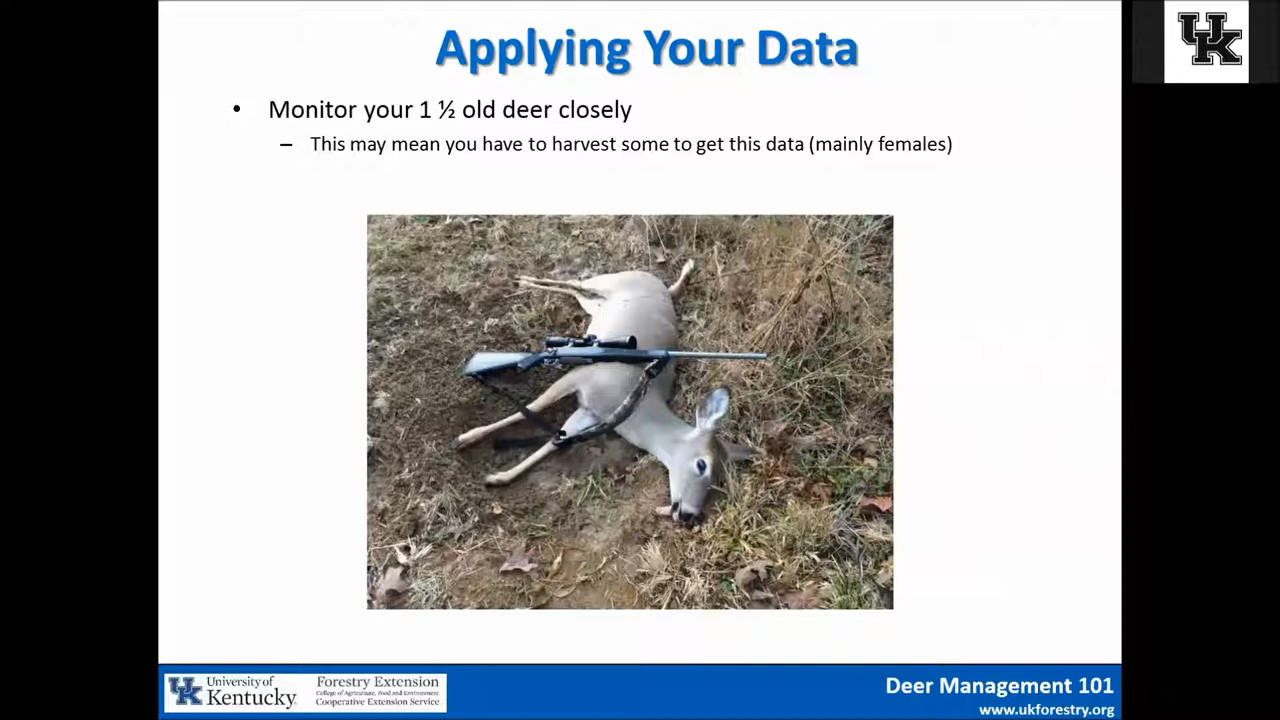 Applying Your Data
• Monitor your 1 ½ old deer closely
– This may mean you have to harvest some to get this data (mainly females)
UK
UK University of Kentucky
Forestry Extension
College of Agriculture, Food and Environment
Cooperative Extension Service
Deer Management 101
www.ukforestry.org